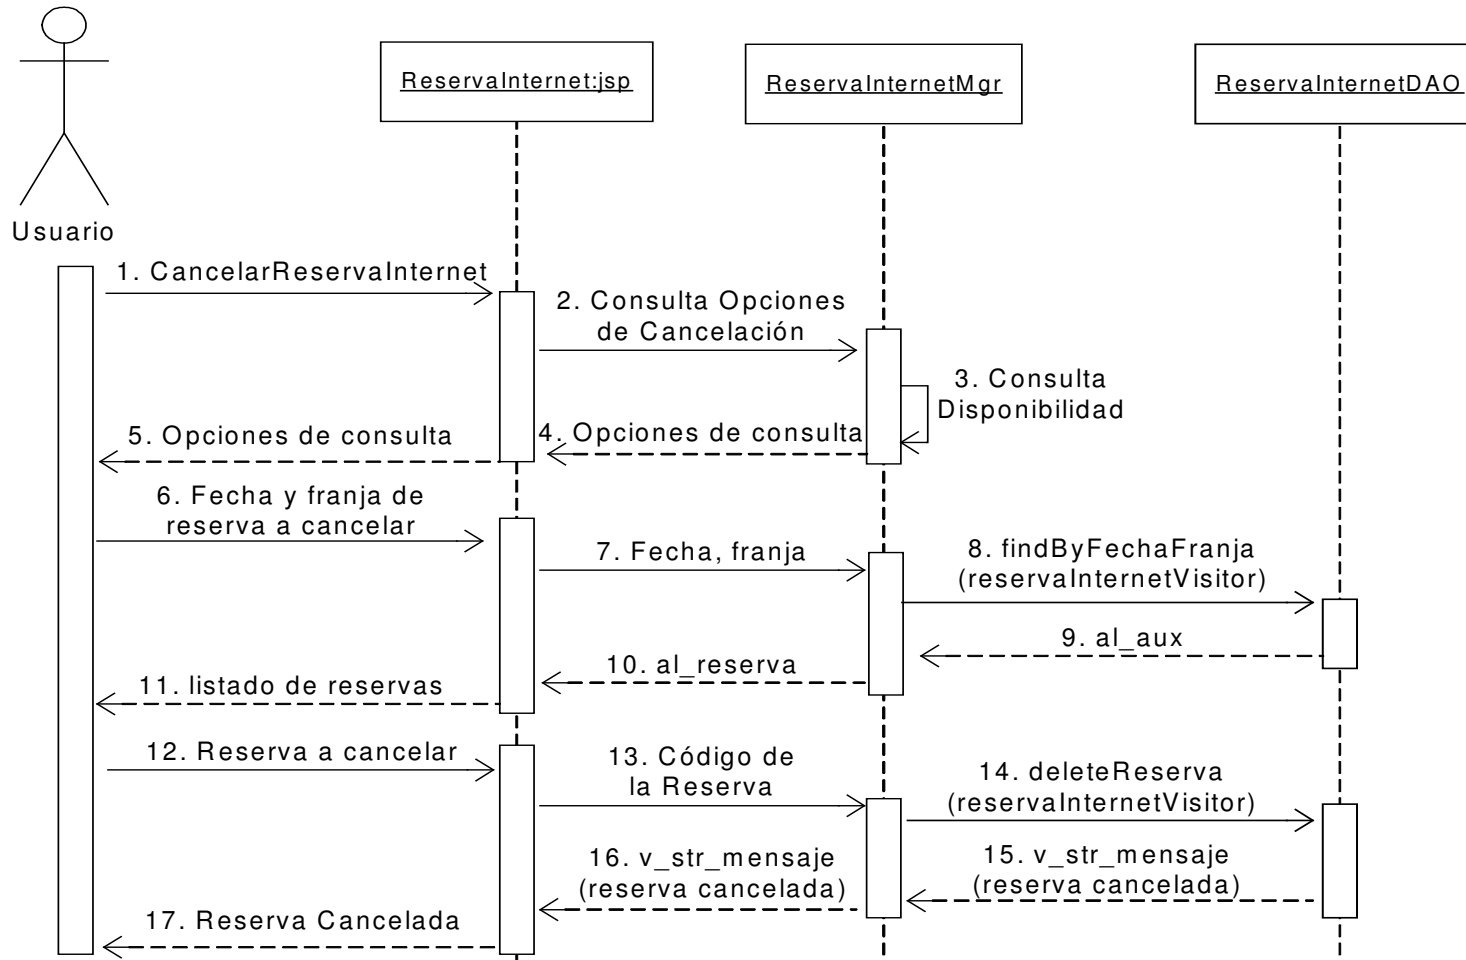 ReservaInternet:jsp
ReservaInternetMgr
ReservaInternetDAO
Usuario
1. CancelarReservaInternet
2. Consulta Opciones
de Cancelación
3. Consulta
Disponibilidad
4. Opciones de consulta
5. Opciones de consulta
6. Fecha y franja de
reserva a cancelar
7. Fecha, franja
8. findByFechaFranja
(reservaInternetVisitor)
9. al_aux
10. al_reserva
11. listado de reservas
12. Reserva a cancelar
13. Código de
la Reserva
14. deleteReserva
(reservaInternetVisitor)
15. v_str_mensaje
(reserva cancelada)
16. v_str_mensaje
(reserva cancelada)
17. Reserva Cancelada